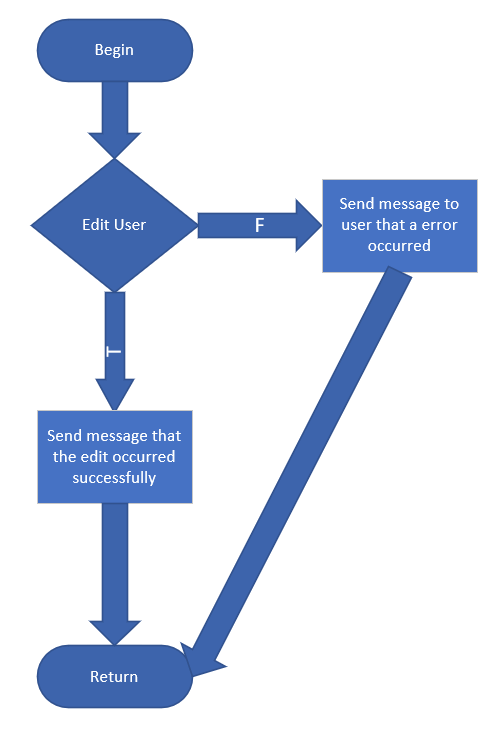 Begin
Edit User
F
Send message to
user that a error
occurred
T
Send message that
the edit occurred
successfully
Return